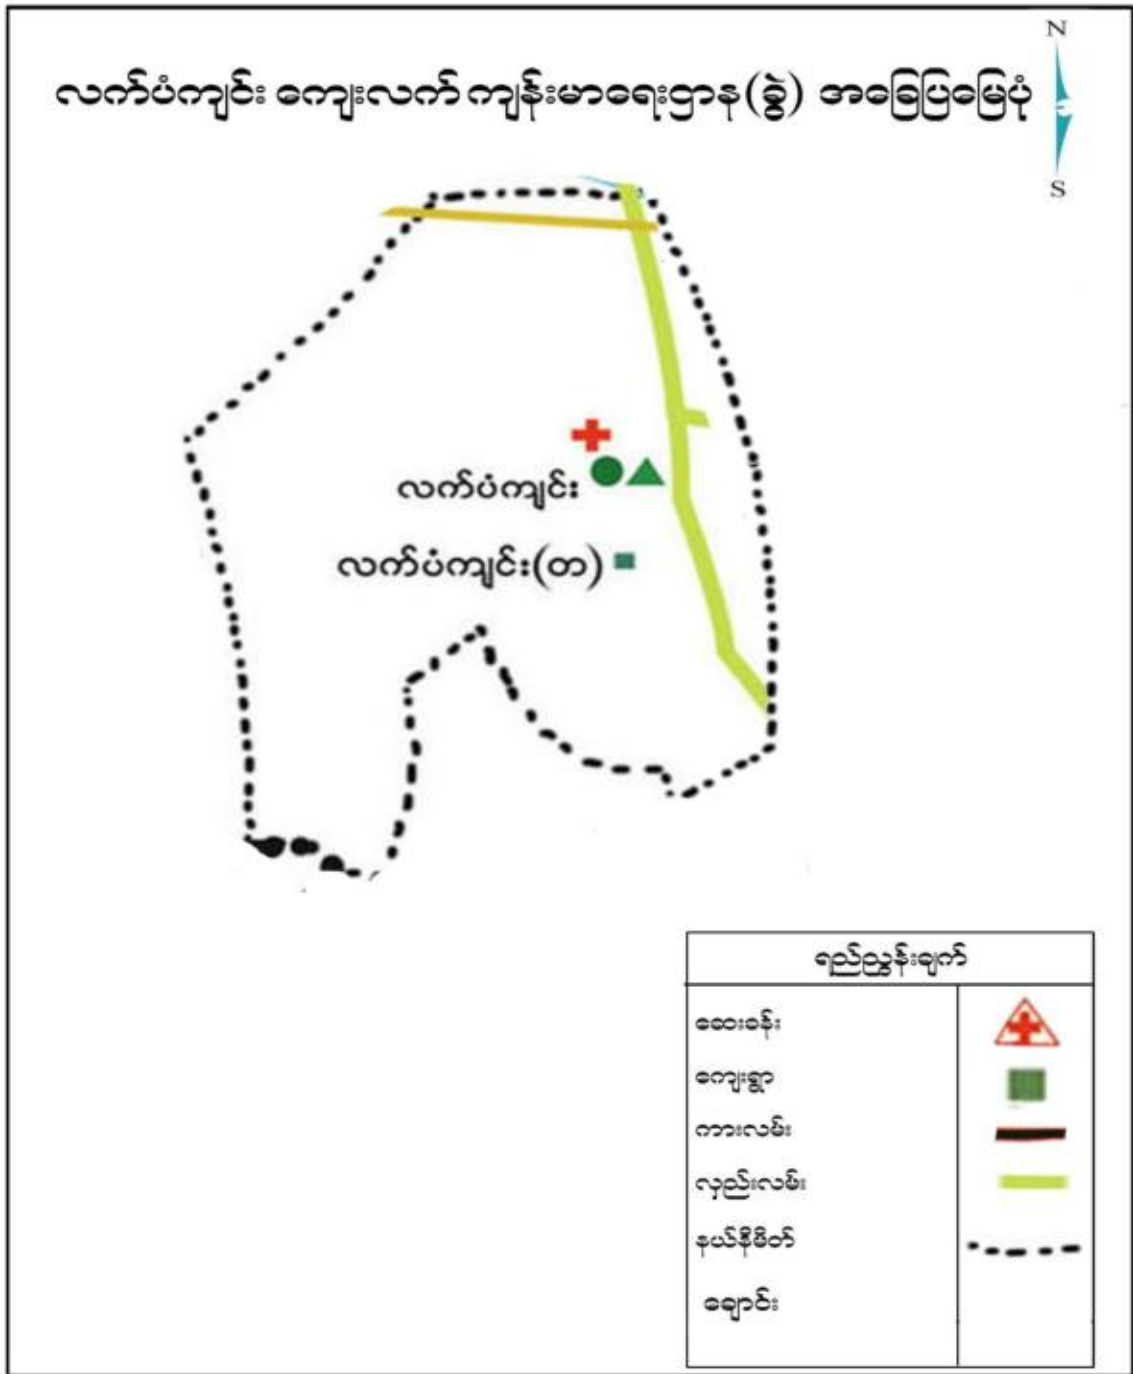 N
လက်ပံကျင်း ကျေးလက် ကျန်းမာရေးဌာန(ခွဲ) အခြေပြမြေပုံ
S
လက်ပံကျင်း
လက်ပံကျင်း(တ)
ရည်ညွှန်းချက်
ဆေးခန်း
ကျေးရွာ
ကားလမ်း
လှည်းလမ်း
နယ်နိမိတ်
ချောင်း